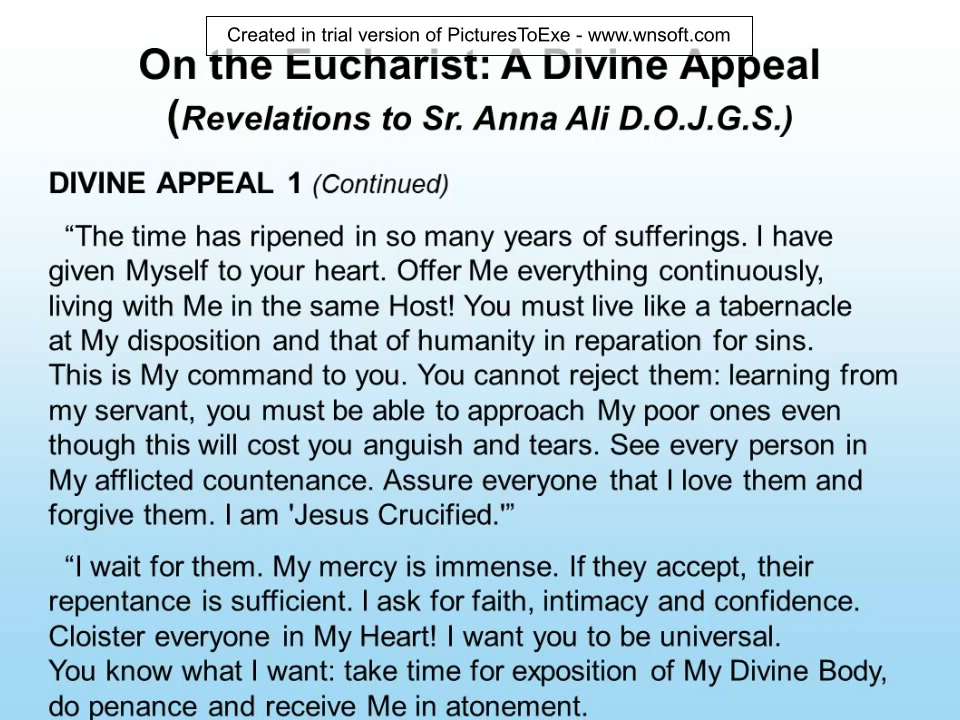 Created in trial version of PicturesToExe - www.wnsoft.com
On the Eucharist: A Divine Appeal
(Revelations to Sr. Anna Ali D.O.J.G.S.)
DIVINE APPEAL 1 (Continued)
“The time has ripened in so many years of sufferings. I have
given Myself to your heart. Offer Me everything continuously,
living with Me in the same Host! You must live like a tabernacle
at My disposition and that of humanity in reparation for sins.
This is My command to you. You cannot reject them: learning from
my servant, you must be able to approach My poor ones even
though this will cost you anguish and tears. See every person in
My afflicted countenance. Assure everyone that I love them and
forgive them. I am 'Jesus Crucified.'”
“I wait for them. My mercy is immense. If they accept, their
repentance is sufficient. I ask for faith, intimacy and confidence.
Cloister everyone in My Heart! I want you to be universal.
You know what I want: take time for exposition of My Divine Body,
do penance and receive Me in atonement.